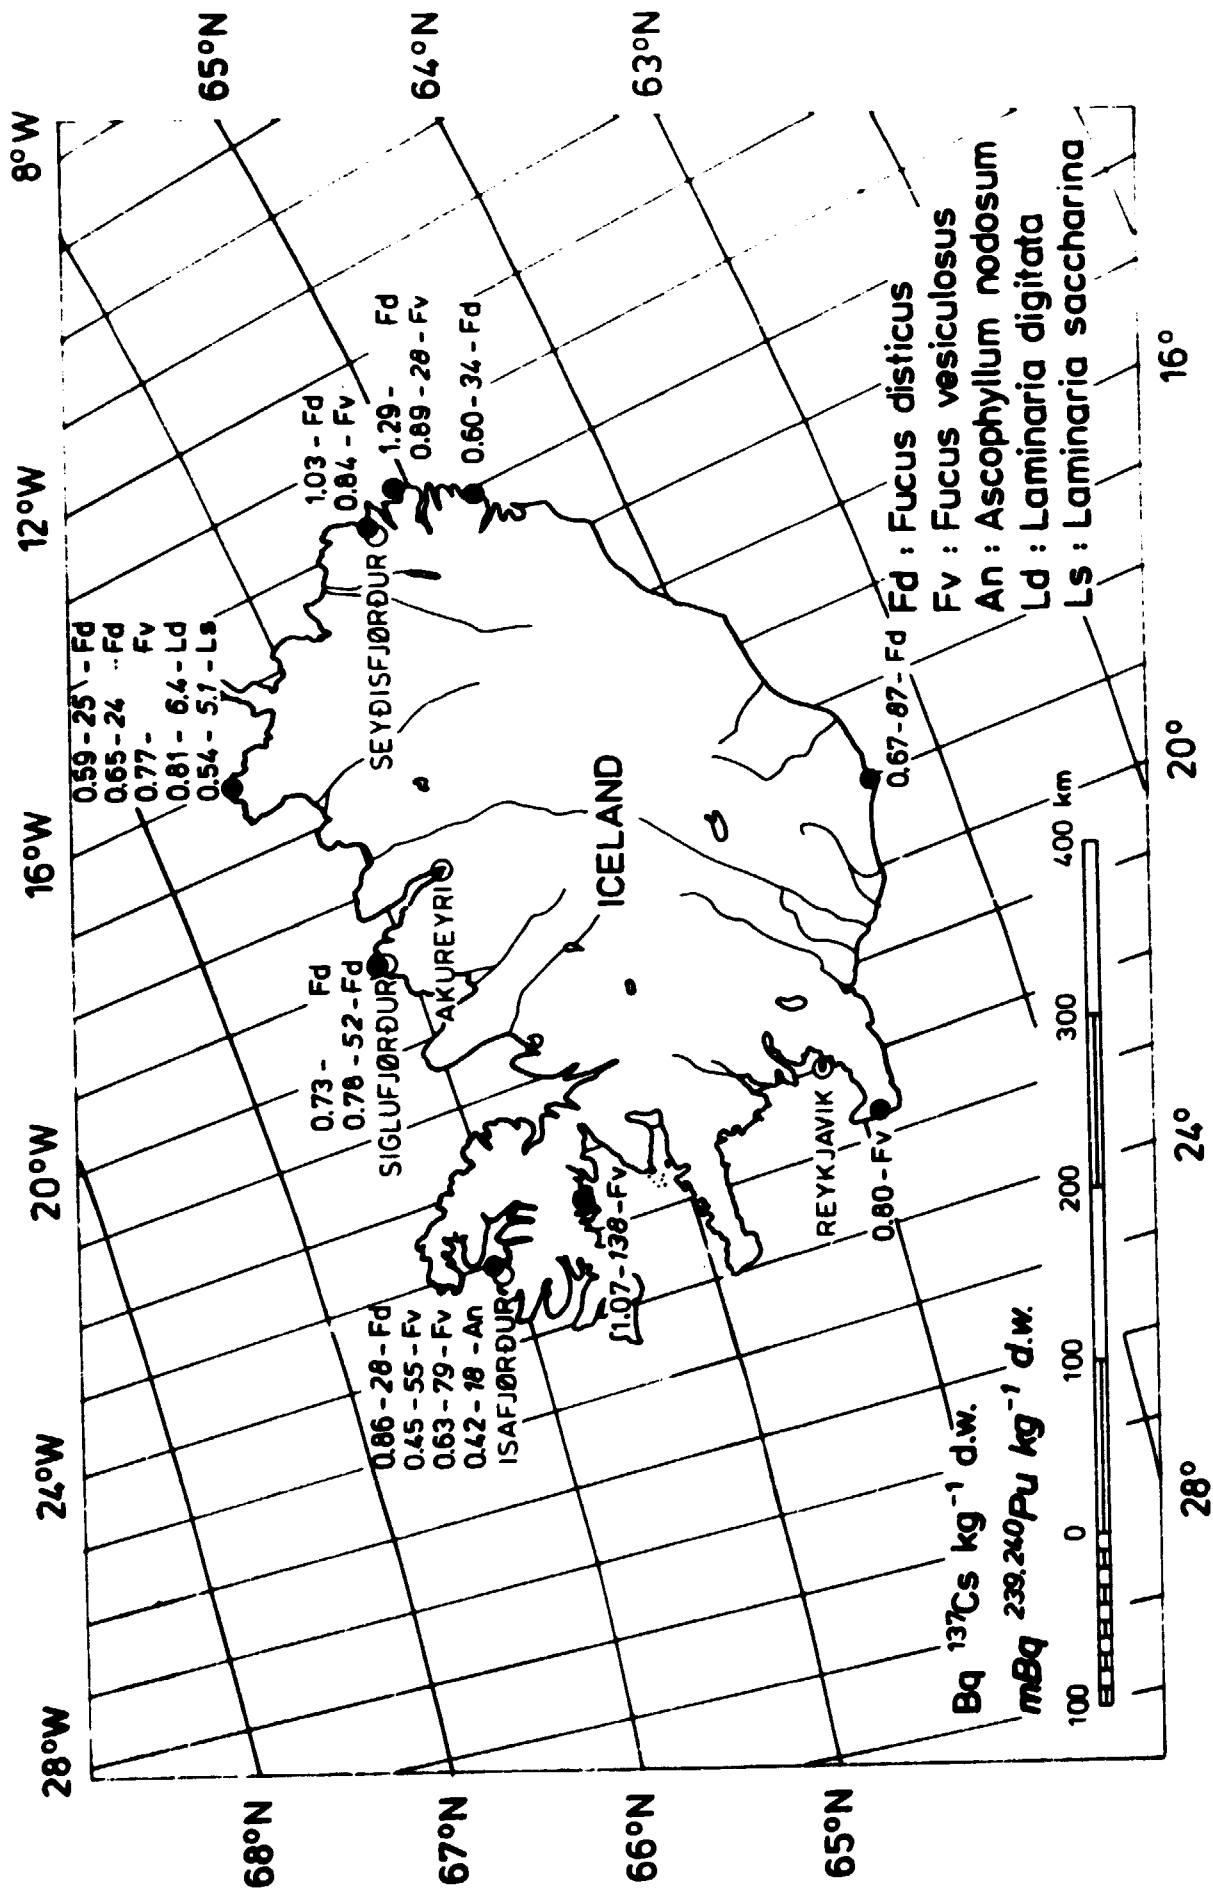 8°W
12°W
16°W
20°W
24°W
28°W
65°N
64°N
63°N
68°N
67°N
66°N
65°N
16°
20°
24°
28°
0.59-25-Fd
0.65-24 -Fd
0.77- Fv
0.81-6.4-Ld
0.54-5.1-Ls
1.03-Fd
0.84-Fv
1.29- Fd
0.89-28-Fv
0.60-34-Fd
SEYÐISFJØRÐUR
0.73- Fd
0.78-52-Fd
SIGLUFJØRÐUR
AKUREYRI
ICELAND
0.86-28-Fd
0.45-55-Fv
0.63-79-Fv
0.42-18-An
ISAFJØRÐUR
1.07-138-Fv
REYKJAVIK
0.80-Fv
0.67-87-Fd
Fd : Fucus disticus
Fv : Fucus vesiculosus
An : Ascophyllum nodosum
Ld : Laminaria digitata
Ls : Laminaria saccharina
Bq ¹³⁷Cs kg⁻¹ d.w.
mBq ²³⁹·²⁴⁰Pu kg⁻¹ d.w.
100 0 100 200 300 400 km